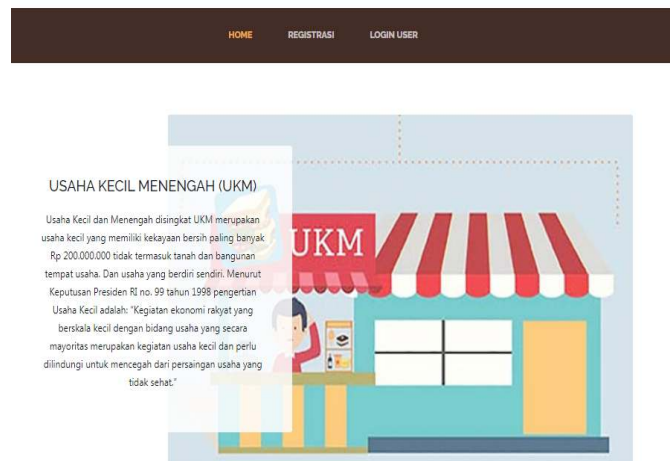 HOME REGISTRASI LOGIN USER
USAHA KECIL MENENGAH (UKM)
Usaha Kecil dan Menengah disingkat UKM merupakan
usaha kecil yang memiliki kekayaan bersih paling banyak
Rp 200.000.000 tidak termasuk tanah dan bangunan
tempat usaha. Dan usaha yang berdiri sendiri. Menurut
Keputusan Presiden RI no. 99 tahun 1998 pengertian
Usaha Kecil adalah: "Kegiatan ekonomi rakyat yang
berskala kecil dengan bidang usaha yang secara
mayoritas merupakan kegiatan usaha kecil dan perlu
dilindungi untuk mencegah dari persaingan usaha yang
tidak sehat."
UKM